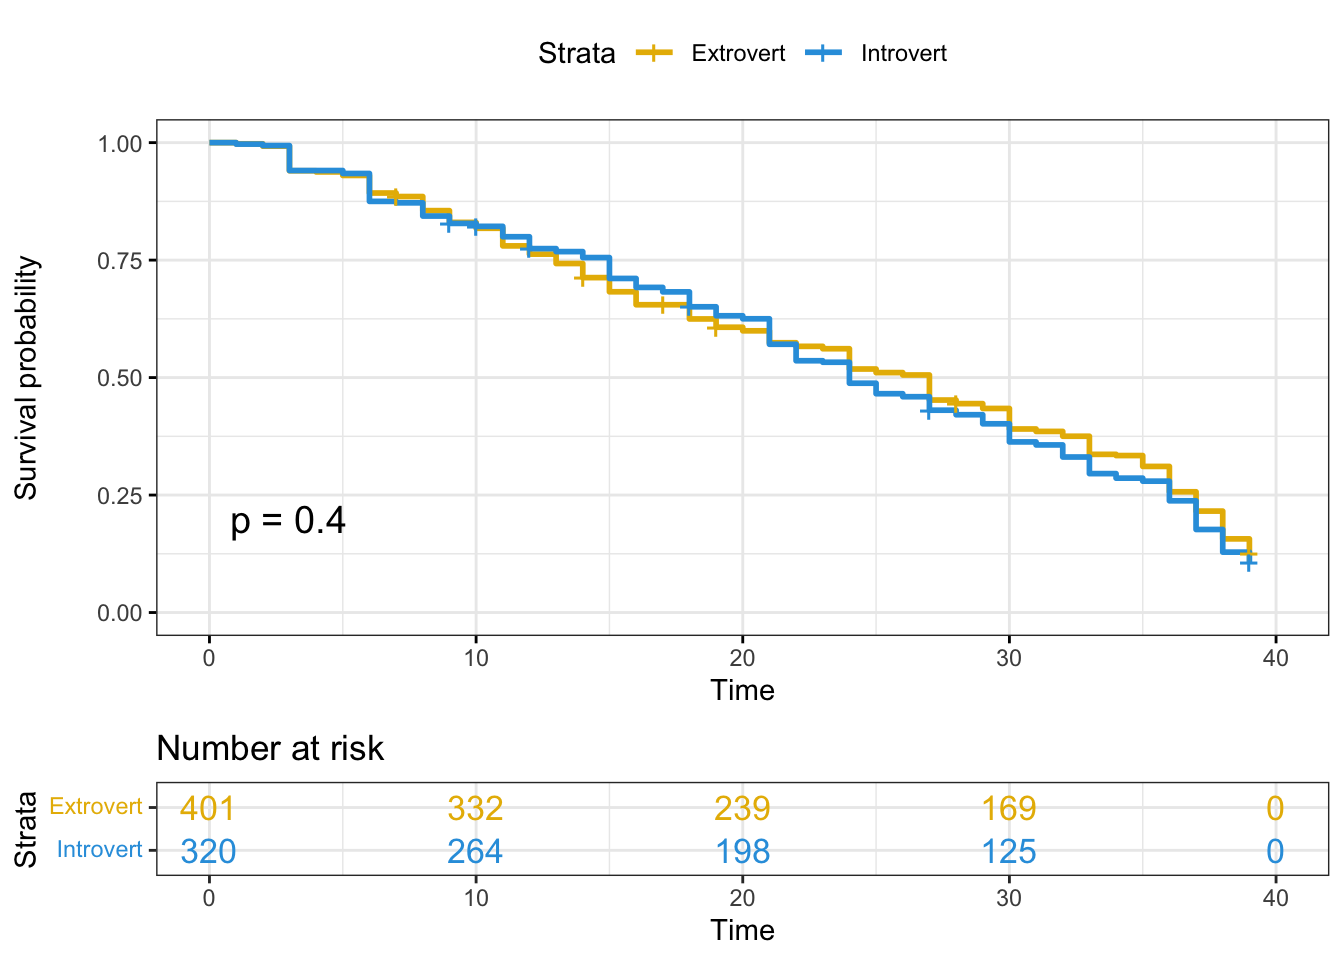 Strata Extrovert Introvert
Survival probability
1.00
0.75
0.50
0.25
0.00
p = 0.4
0 10 20 30 40
Time
Number at risk
Strata
Extrovert 401 332 239 169 0
Introvert 320 264 198 125 0
0 10 20 30 40
Time